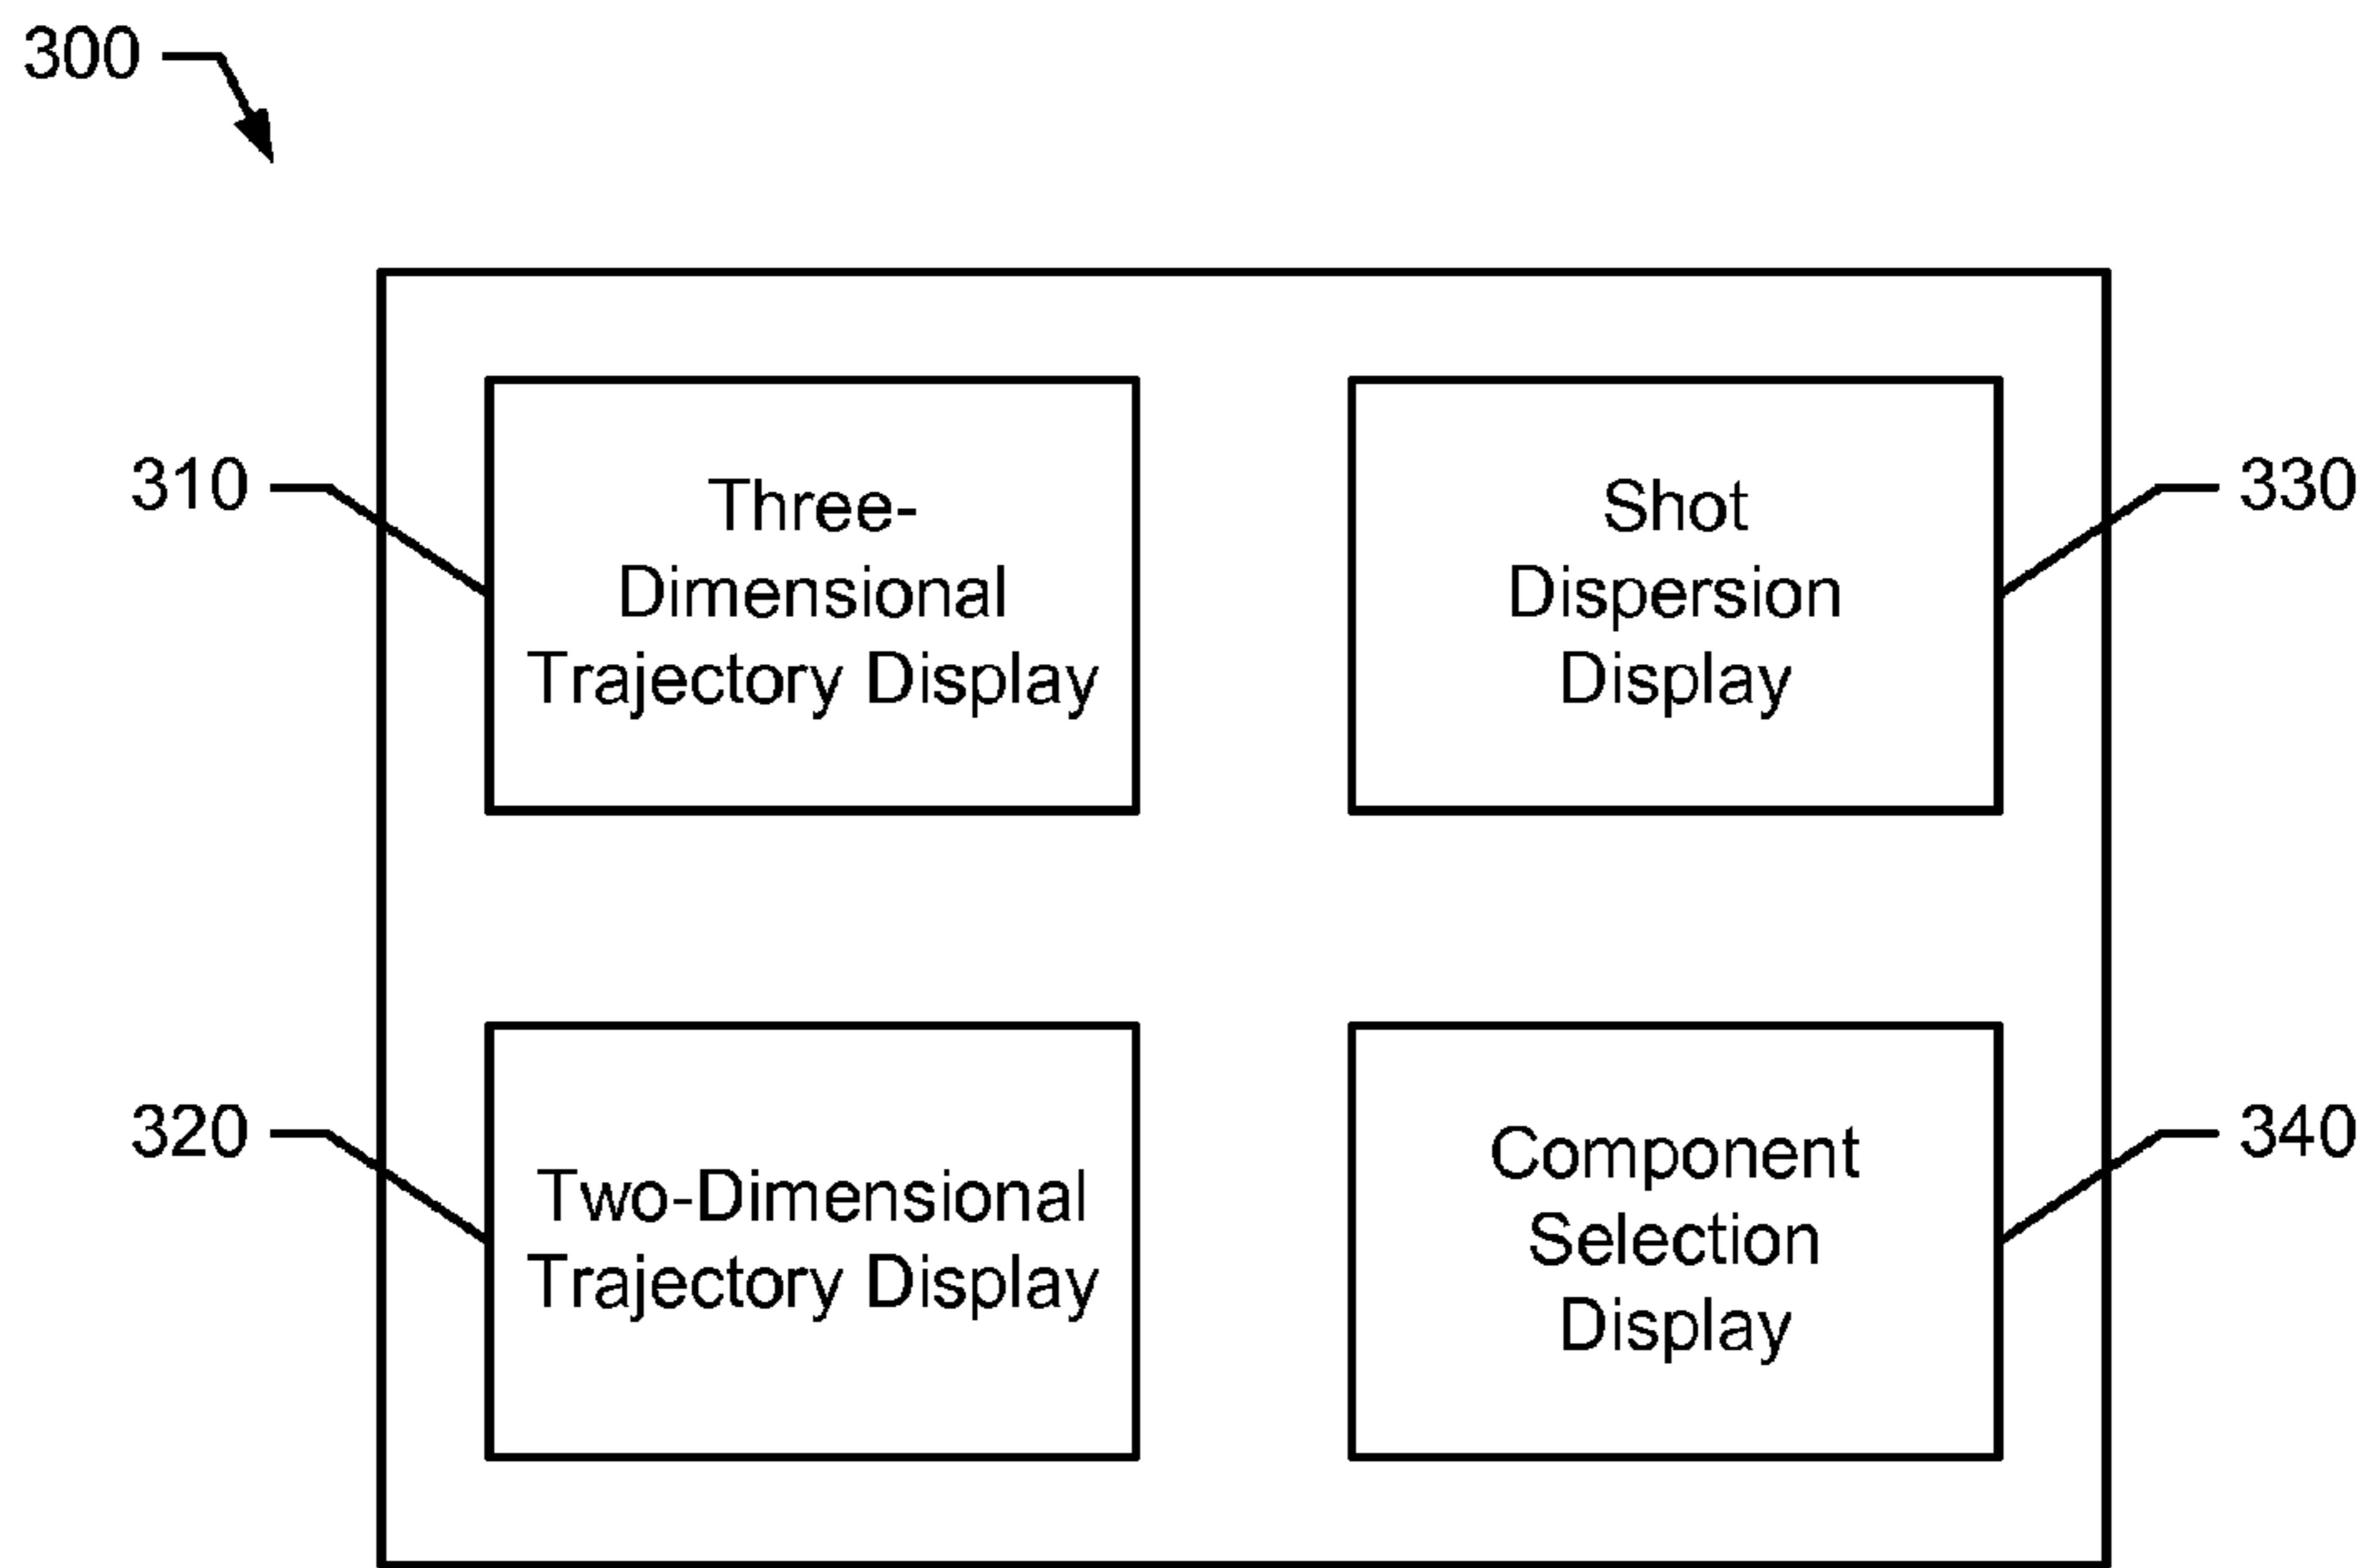 300
310
Three-
Dimensional
Trajectory Display
Shot
Dispersion
Display
330
320
Two-Dimensional
Trajectory Display
Component
Selection
Display
340